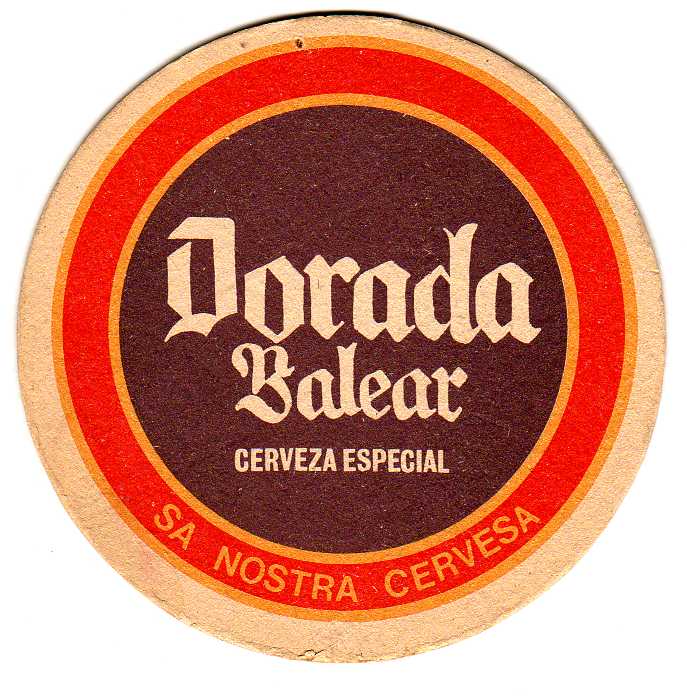 Dorada
Balear
CERVEZA ESPECIAL
SA NOSTRA CERVESA